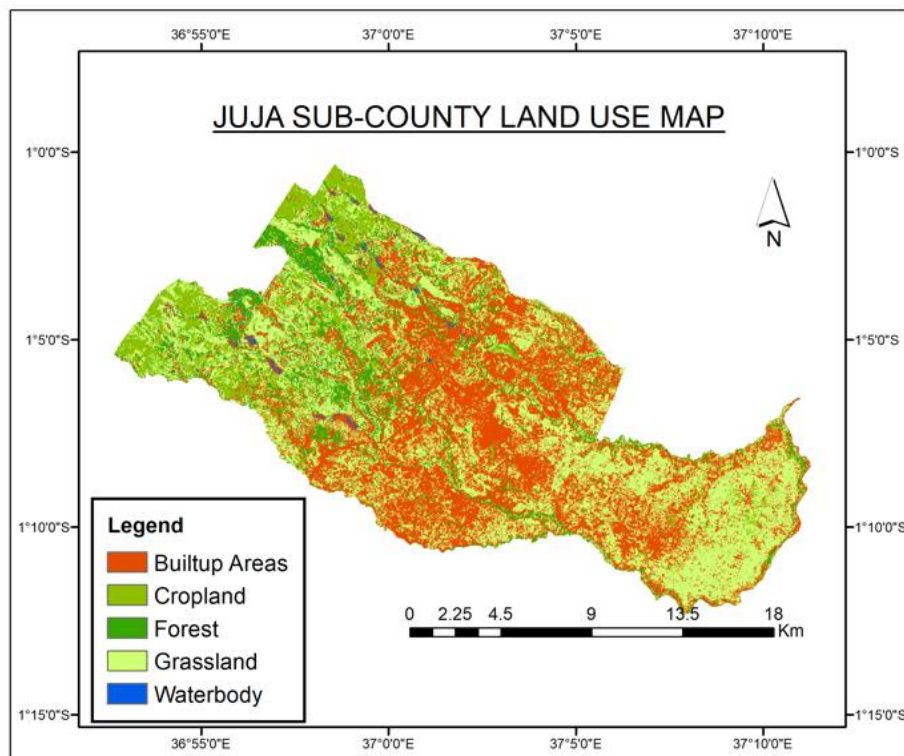 36°55'0"E 37°0'0"E 37°5'0"E 37°10'0"E
JUJA SUB-COUNTY LAND USE MAP
1°0'0"S 1°0'0"S
N
1°5'0"S 1°5'0"S
Legend
Builtup Areas
Cropland
Forest
Grassland
Waterbody
1°10'0"S 1°10'0"S
0 2.25 4.5 9 13.5 18
Km
1°15'0"S 1°15'0"S
36°55'0"E 37°0'0"E 37°5'0"E 37°10'0"E